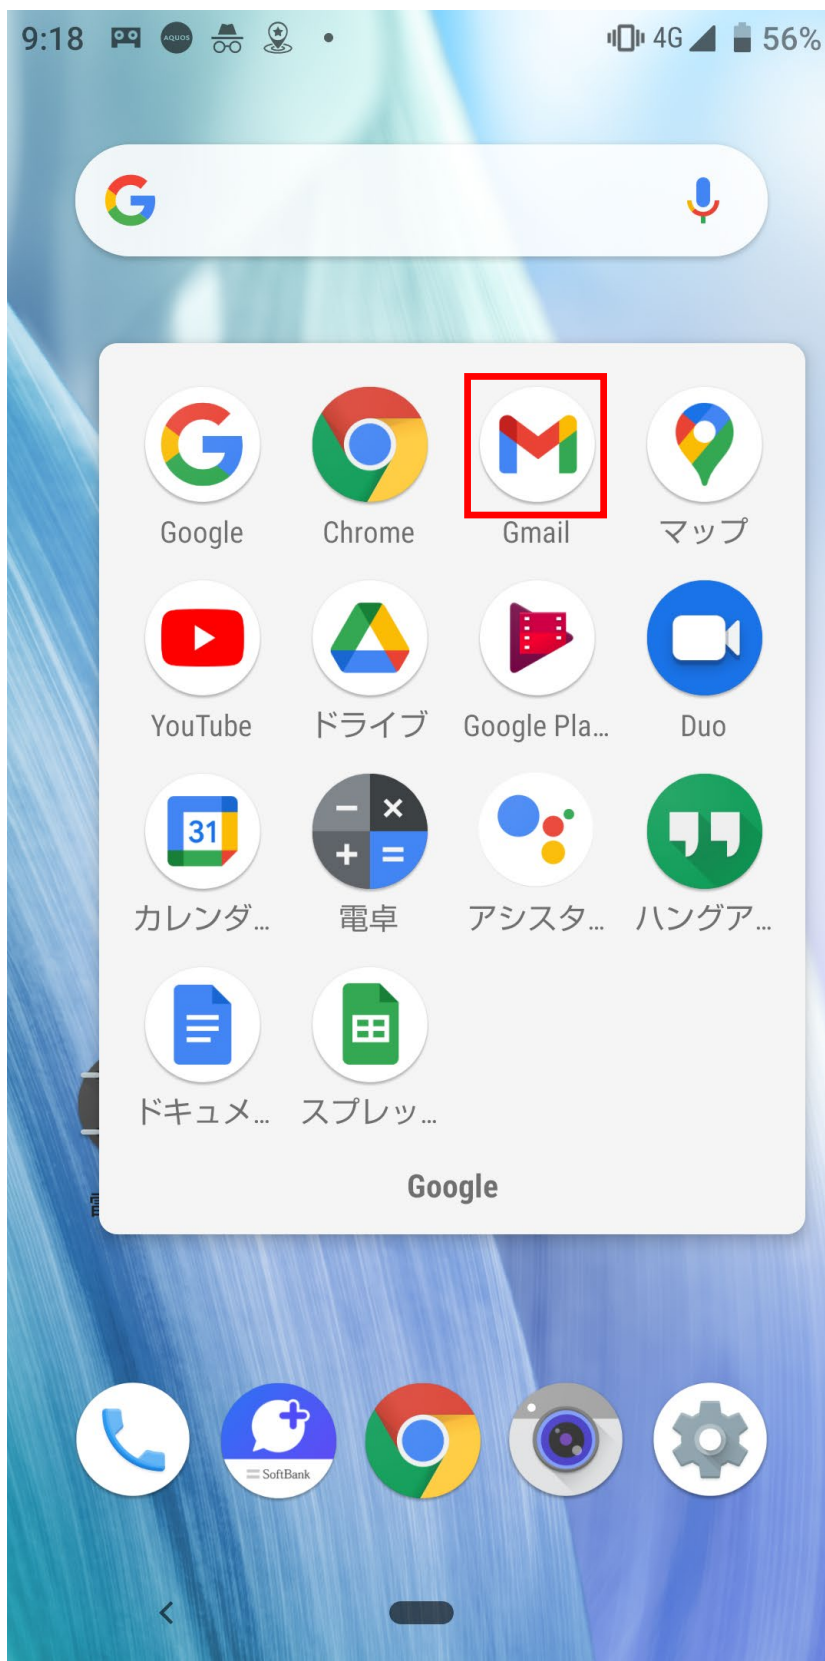 9:18 AQUOS 4G 56%
Google Chrome Gmail マップ
YouTube ドライブ Google Pla... Duo
31
カレンダ... 電卓 アシスタ... ハングア...
ドキュメ... スプレッ...
Google
SoftBank